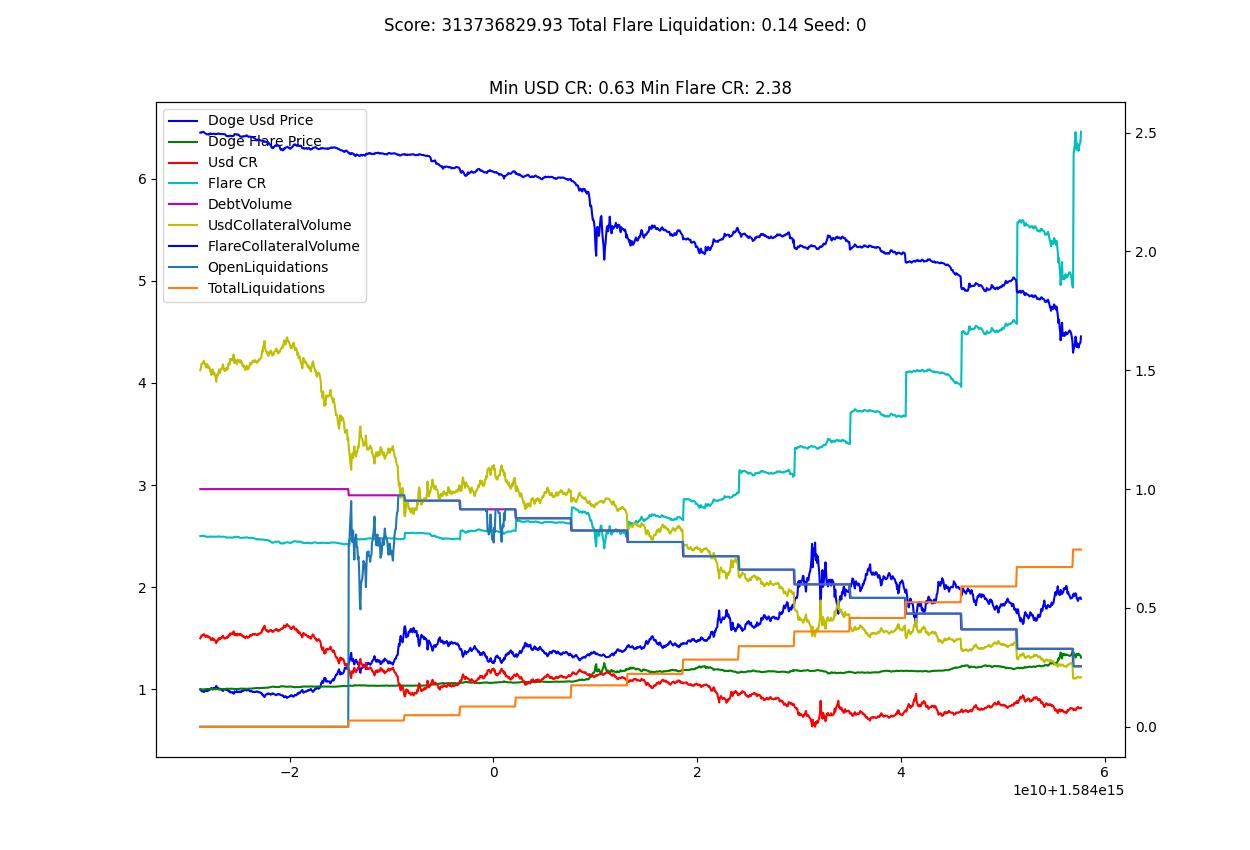 Score: 313736829.93 Total Flare Liquidation: 0.14 Seed: 0
Min USD CR: 0.63 Min Flare CR: 2.38
Doge Usd Price
Doge Flare Price
Usd CR
Flare CR
DebtVolume
UsdCollateralVolume
FlareCollateralVolume
OpenLiquidations
TotalLiquidations
6
5
4
3
2
1
2.5
2.0
1.5
1.0
0.5
0.0
−2
0
2
4
6
1e10+1.584e15